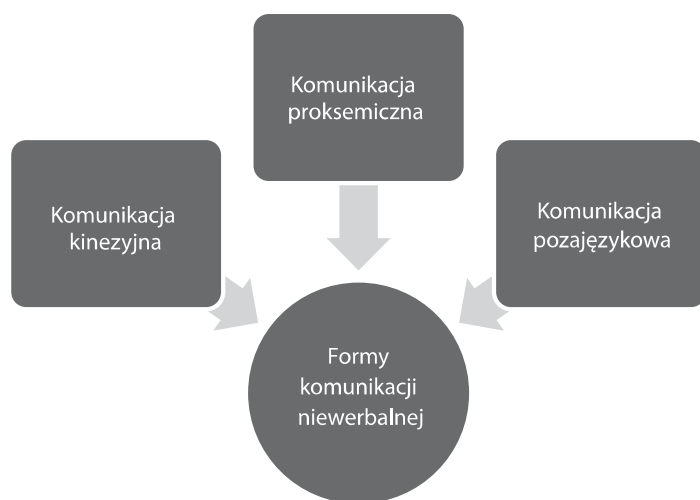 Komunikacja
proksemiczna
Komunikacja
kinezyjna
Komunikacja
pozajęzykowa
Formy
komunikacji
niewerbalnej